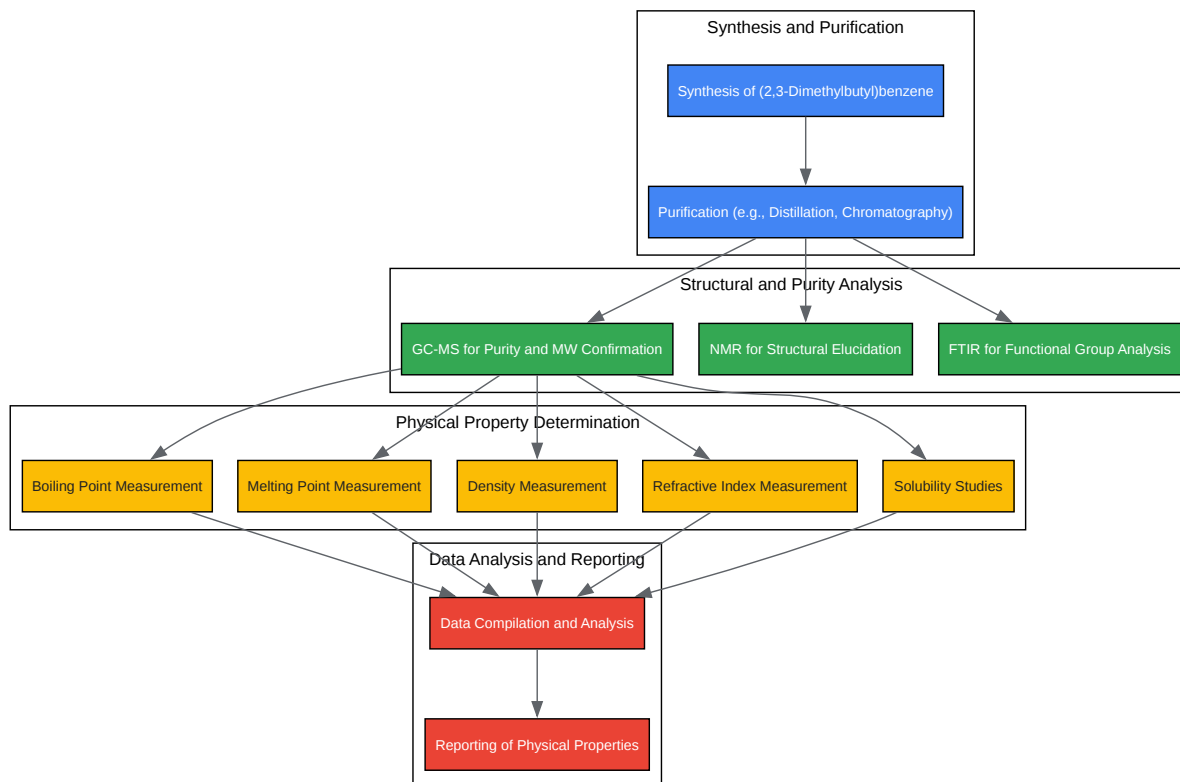 Synthesis and Purification
Synthesis of (2,3-Dimethylbutyl)benzene
Purification (e.g., Distillation, Chromatography)
Structural and Purity Analysis
GC-MS for Purity and MW Confirmation
NMR for Structural Elucidation
FTIR for Functional Group Analysis
Physical Property Determination
Boiling Point Measurement
Melting Point Measurement
Density Measurement
Refractive Index Measurement
Solubility Studies
Data Analysis and Reporting
Data Compilation and Analysis
Reporting of Physical Properties